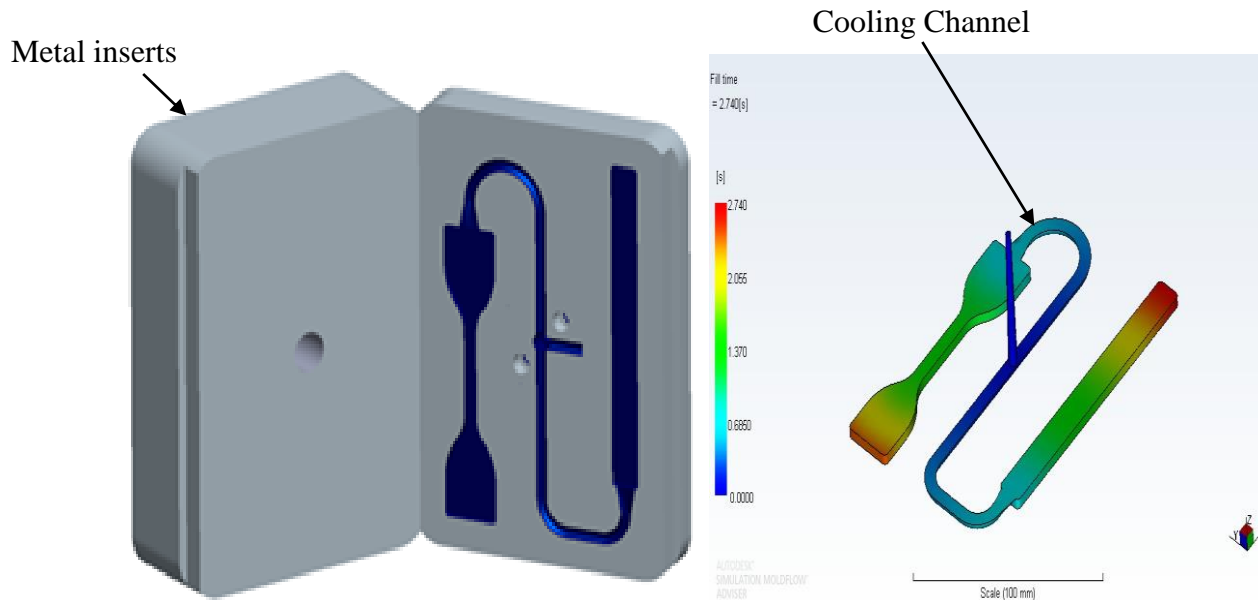 Metal inserts
Cooling Channel
Fill time
= 2.740[s]
[s]
2.740
2.055
1.370
0.6850
0.0000
AUTODESK
SIMULATION MOLDFLOW
ADVISER
Scale (100 mm)
Z
Y